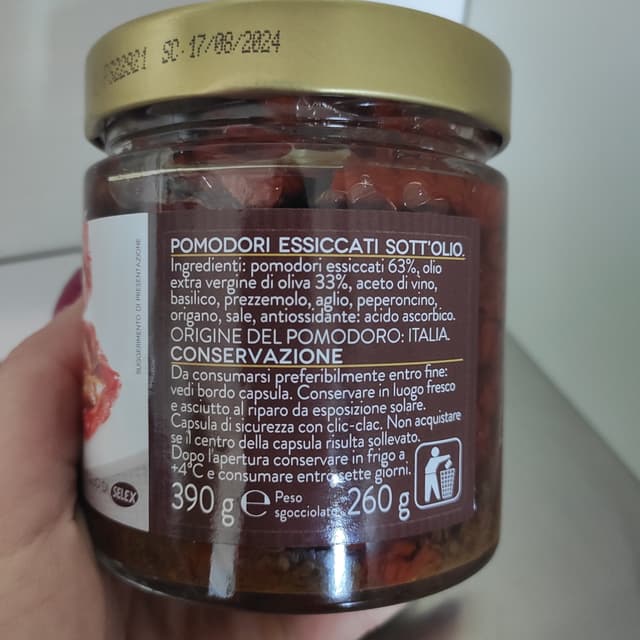 SC·17/08/2024
SUGGERIMENTO DI PRESENTAZIONE
POMODORI ESSICCATI SOTT'OLIO.
Ingredienti: pomodori essiccati 63%, olio
extra vergine di oliva 33%, aceto di vino,
basilico, prezzemolo, aglio, peperoncino,
origano, sale, antiossidante: acido ascorbico.
ORIGINE DEL POMODORO: ITALIA.
CONSERVAZIONE
Da consumarsi preferibilmente entro fine:
vedi bordo capsula. Conservare in luogo fresco
e asciutto al riparo da esposizione solare.
Capsula di sicurezza con clic-clac. Non acquistare
se il centro della capsula risulta sollevato.
Dopo l'apertura conservare in frigo a
+4°C e consumare entro sette giorni.
390 g e Peso
sgocciolato 260 g
DI SELEX